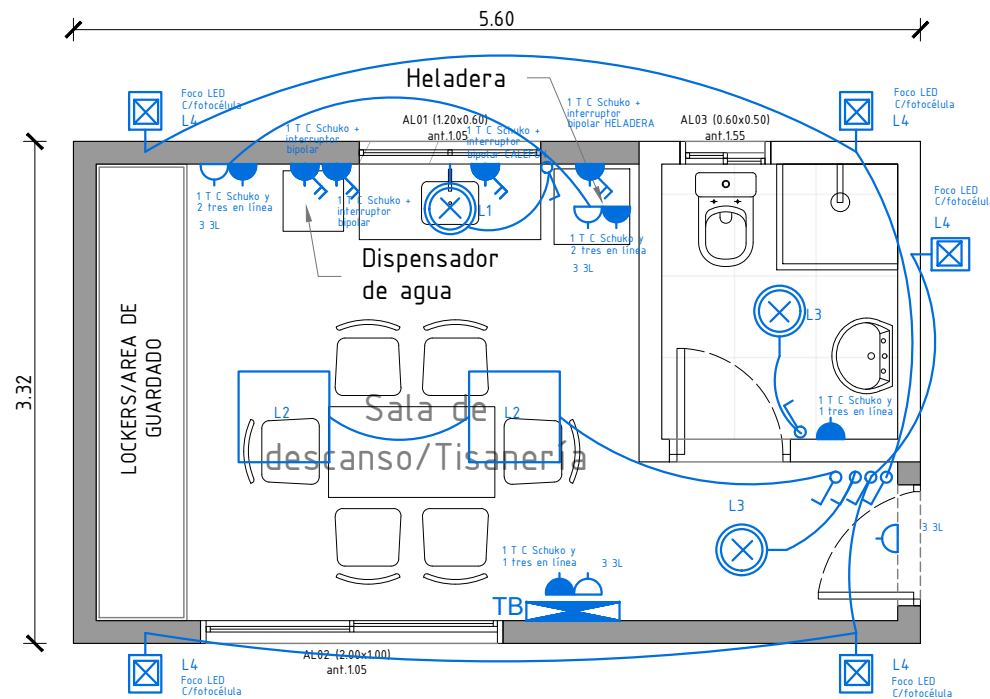 5.60
Heladera
Foco LED
C/fotocélula
L4
1 T C Schuko +
interruptor
bipolar HELADERA
Foco LED
C/fotocélula
L4
AL01 (1.20x0.60)
ant.1.05
AL03 (0.60x0.50)
ant.1.55
1 T C Schuko +
interruptor
bipolar
1 T C Schuko +
interruptor
bipolar CALEF
1 T C Schuko y
2 tres en línea
3 3L
1 T C Schuko +
interruptor
bipolar
L1
1 T C Schuko y
2 tres en línea
3 3L
Foco LED
C/fotocélul
L4
Dispensador
de agua
L3
LOCKERS/AREA DE
GUARDADO
3.32
L2
L2
Sala de
descanso/Tisanería
1 T C Schuko y
1 tres en línea
L3
3 3L
1 T C Schuko y
1 tres en línea
3 3L
TB
AL02 (2.00x1.00)
ant.1.05
L4
Foco LED
C/fotocélula
L4
Foco LED
C/fotocélula